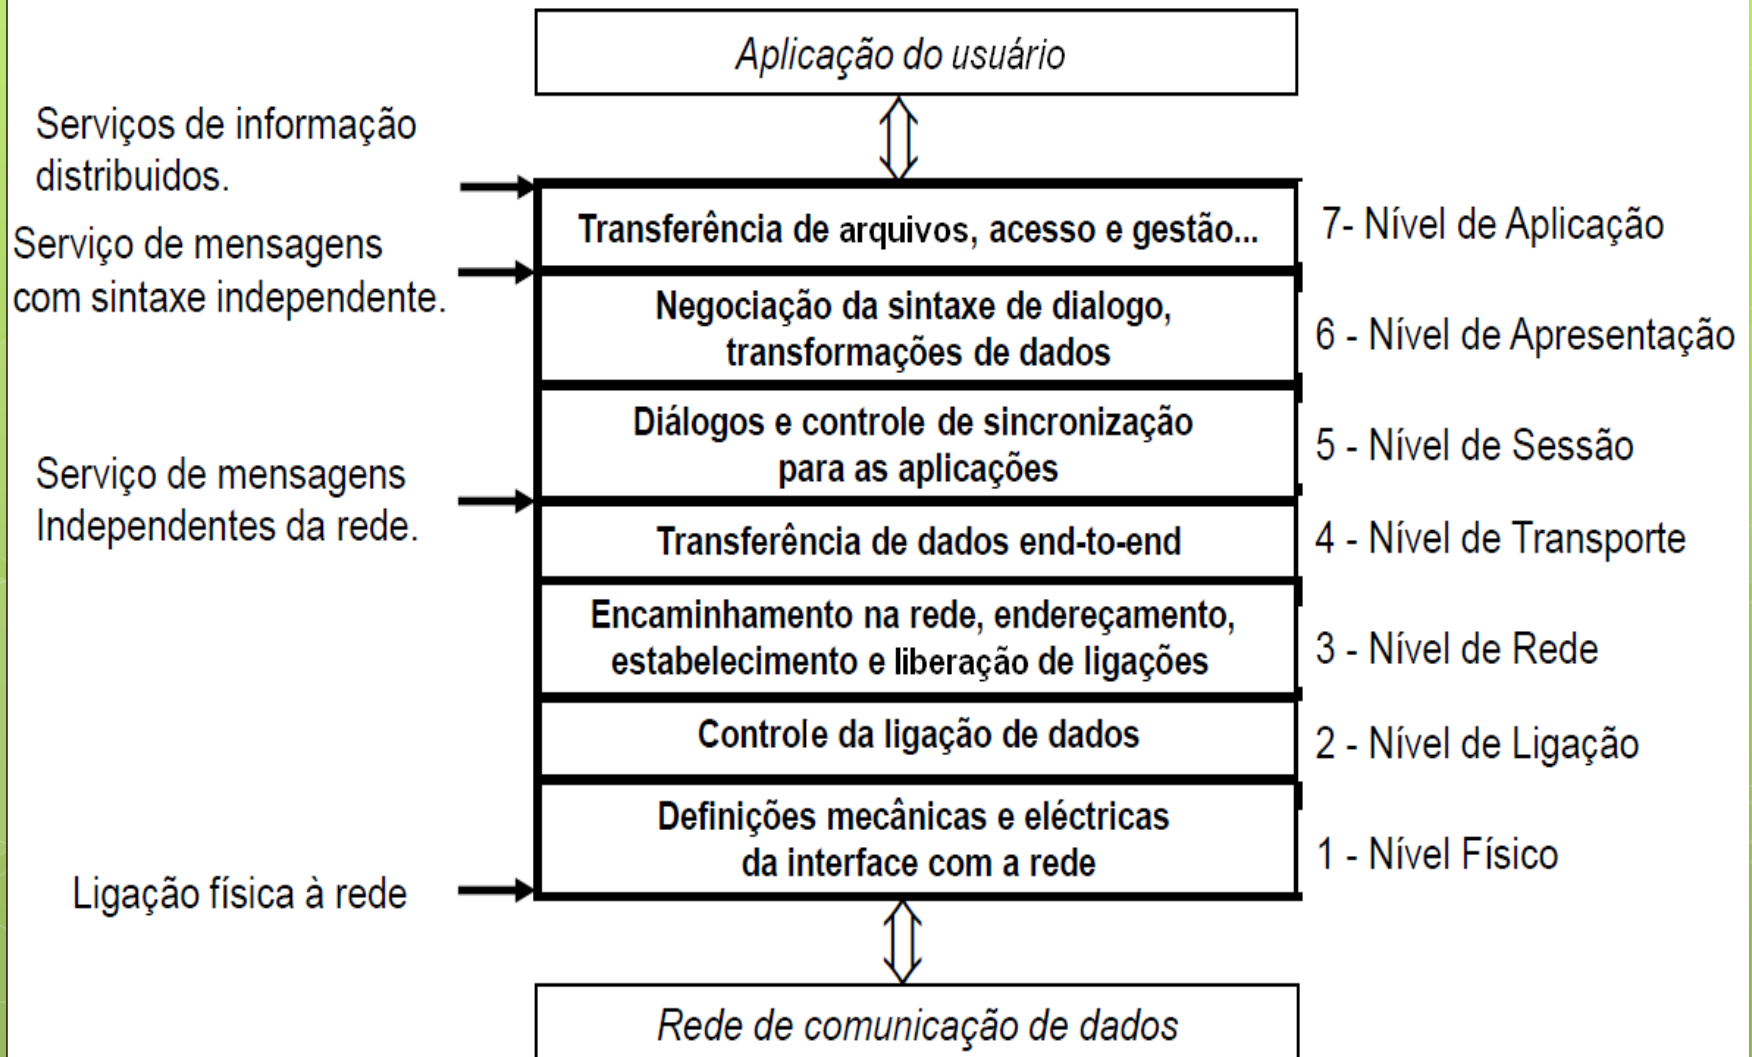 Aplicação do usuário
Serviços de informação
distribuidos.
Transferência de arquivos, acesso e gestão...
7- Nível de Aplicação
Serviço de mensagens
com sintaxe independente.
Negociação da sintaxe de dialogo,
transformações de dados
6 - Nível de Apresentação
Diálogos e controle de sincronização
para as aplicações
5 - Nível de Sessão
Serviço de mensagens
Independentes da rede.
Transferência de dados end-to-end
4 - Nível de Transporte
Encaminhamento na rede, endereçamento,
estabelecimento e liberação de ligações
3 - Nível de Rede
Controle da ligação de dados
2 - Nível de Ligação
Definições mecânicas e eléctricas
da interface com a rede
1 - Nível Físico
Ligação física à rede
Rede de comunicação de dados